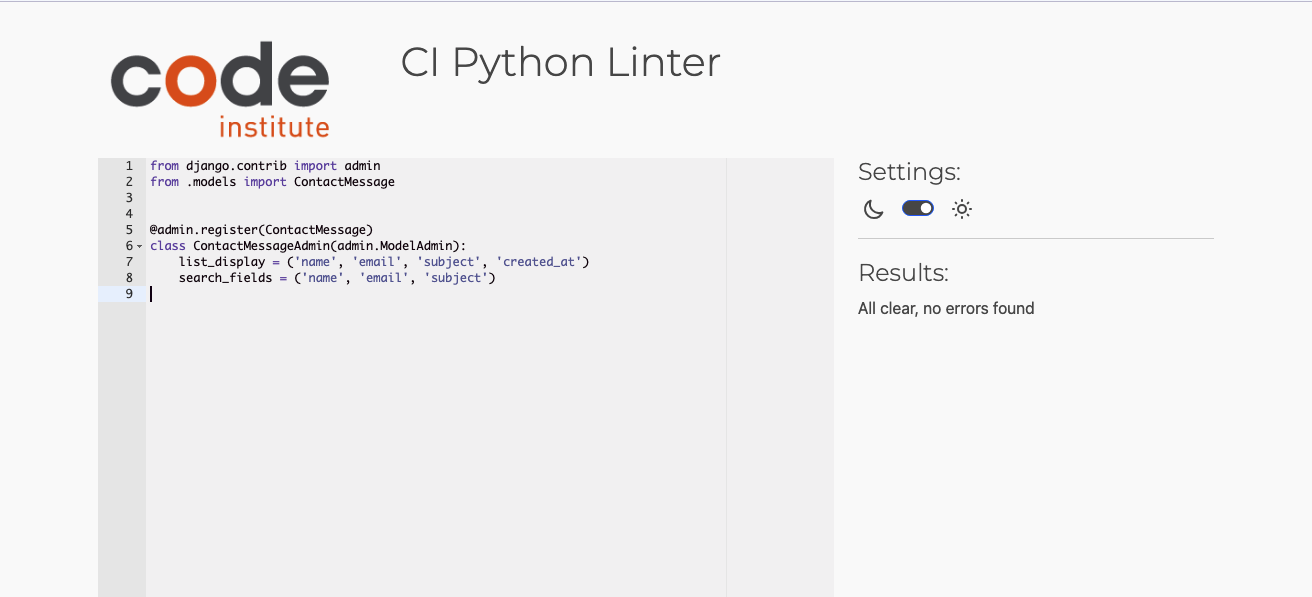 code
institute
CI Python Linter
1 from django.contrib import admin
2 from .models import ContactMessage
3
4
5 @admin.register(ContactMessage)
6 class ContactMessageAdmin(admin.ModelAdmin):
7     list_display = ('name', 'email', 'subject', 'created_at')
8     search_fields = ('name', 'email', 'subject')
9
Settings:
Results:
All clear, no errors found